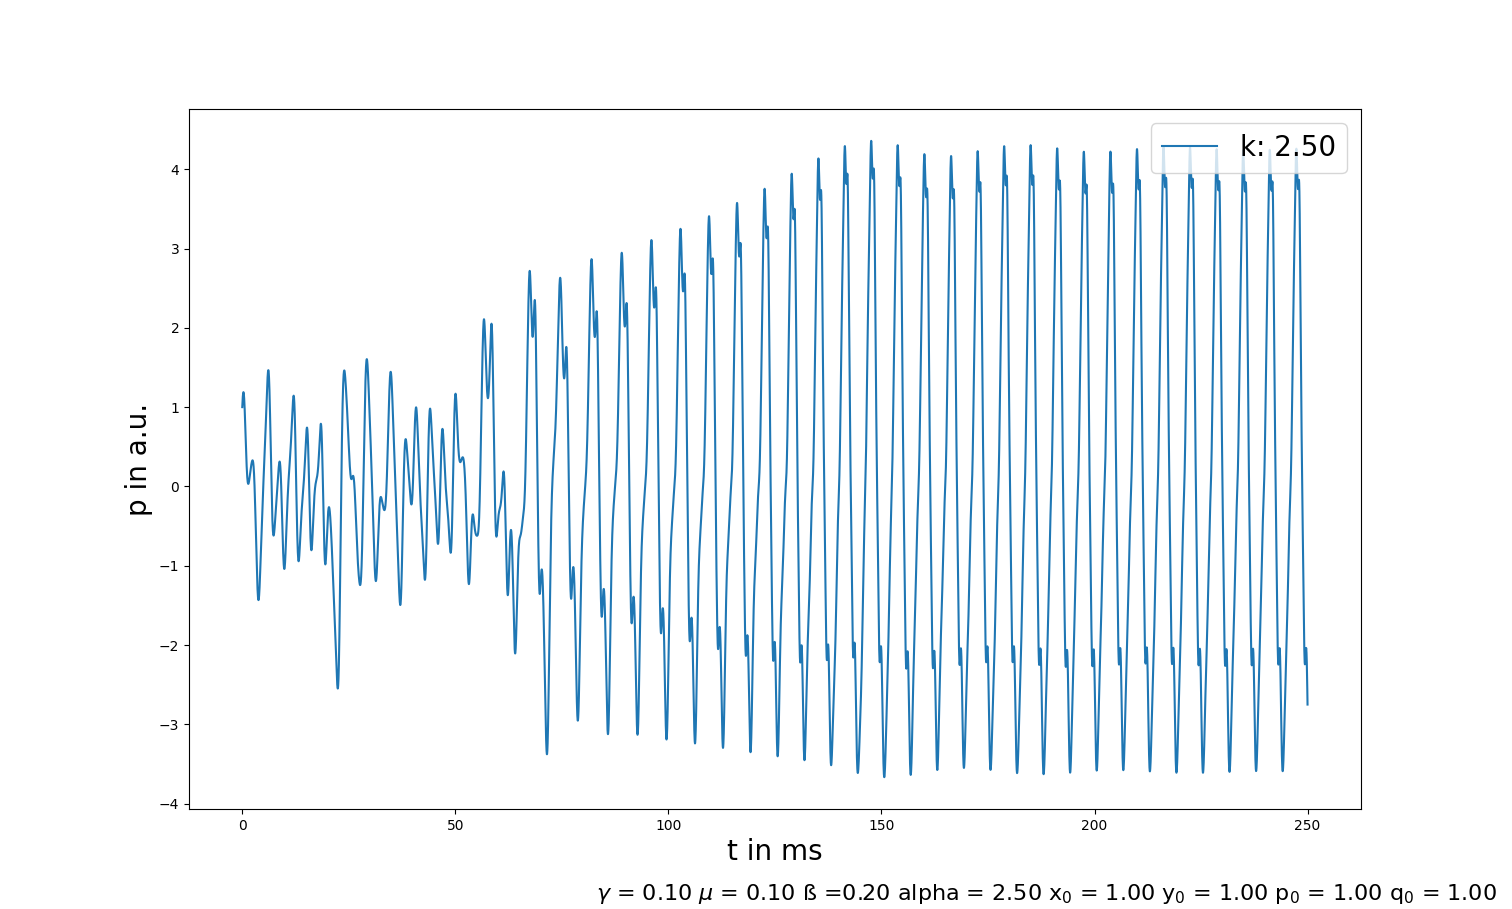 k: 2.50
4
3
2
1
0
−1
−2
−3
−4
p in a.u.
0 50 100 150 200 250
t in ms
γ = 0.10 μ = 0.10 ß =0.20 alpha = 2.50 x₀ = 1.00 y₀ = 1.00 p₀ = 1.00 q₀ = 1.00